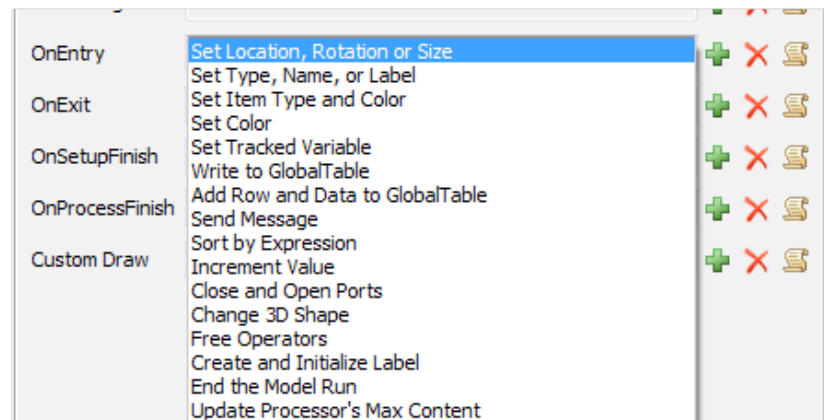 OnEntry
Set Location, Rotation or Size
Set Type, Name, or Label
OnExit
Set Item Type and Color
Set Color
OnSetupFinish
Set Tracked Variable
Write to GlobalTable
OnProcessFinish
Add Row and Data to GlobalTable
Send Message
Custom Draw
Sort by Expression
Increment Value
Close and Open Ports
Change 3D Shape
Free Operators
Create and Initialize Label
End the Model Run
Update Processor's Max Content